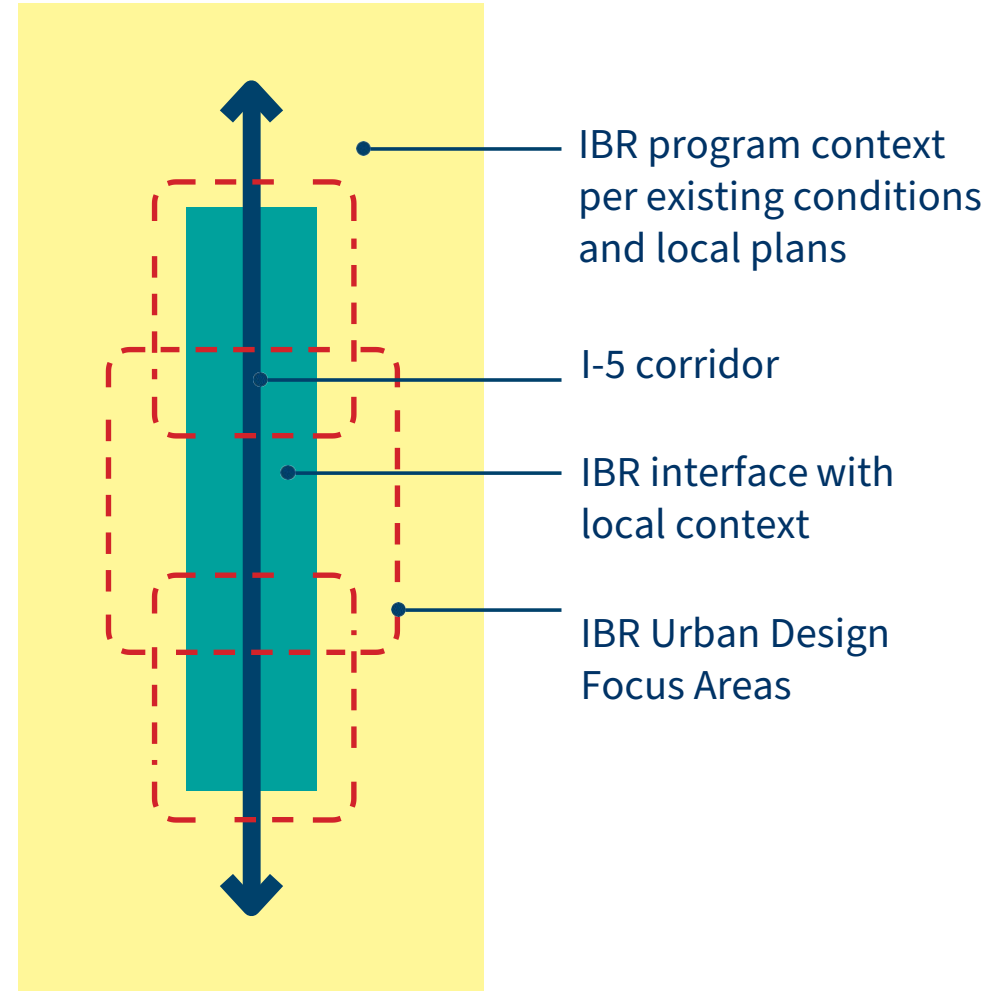 IBR program context
per existing conditions
and local plans
I-5 corridor
IBR interface with
local context
IBR Urban Design
Focus Areas